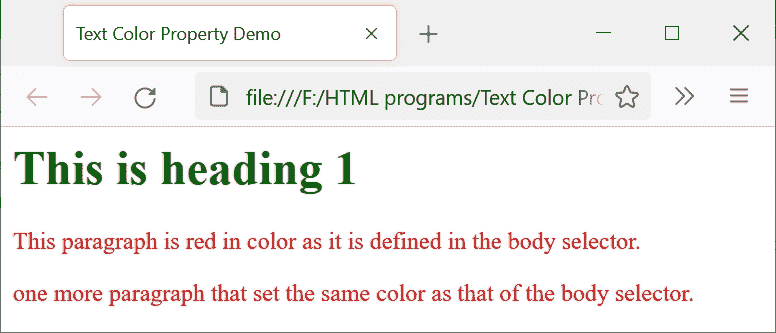 Text Color Property Demo
file:///F:/HTML programs/Text Color Pro
This is heading 1
This paragraph is red in color as it is defined in the body selector.
one more paragraph that set the same color as that of the body selector.